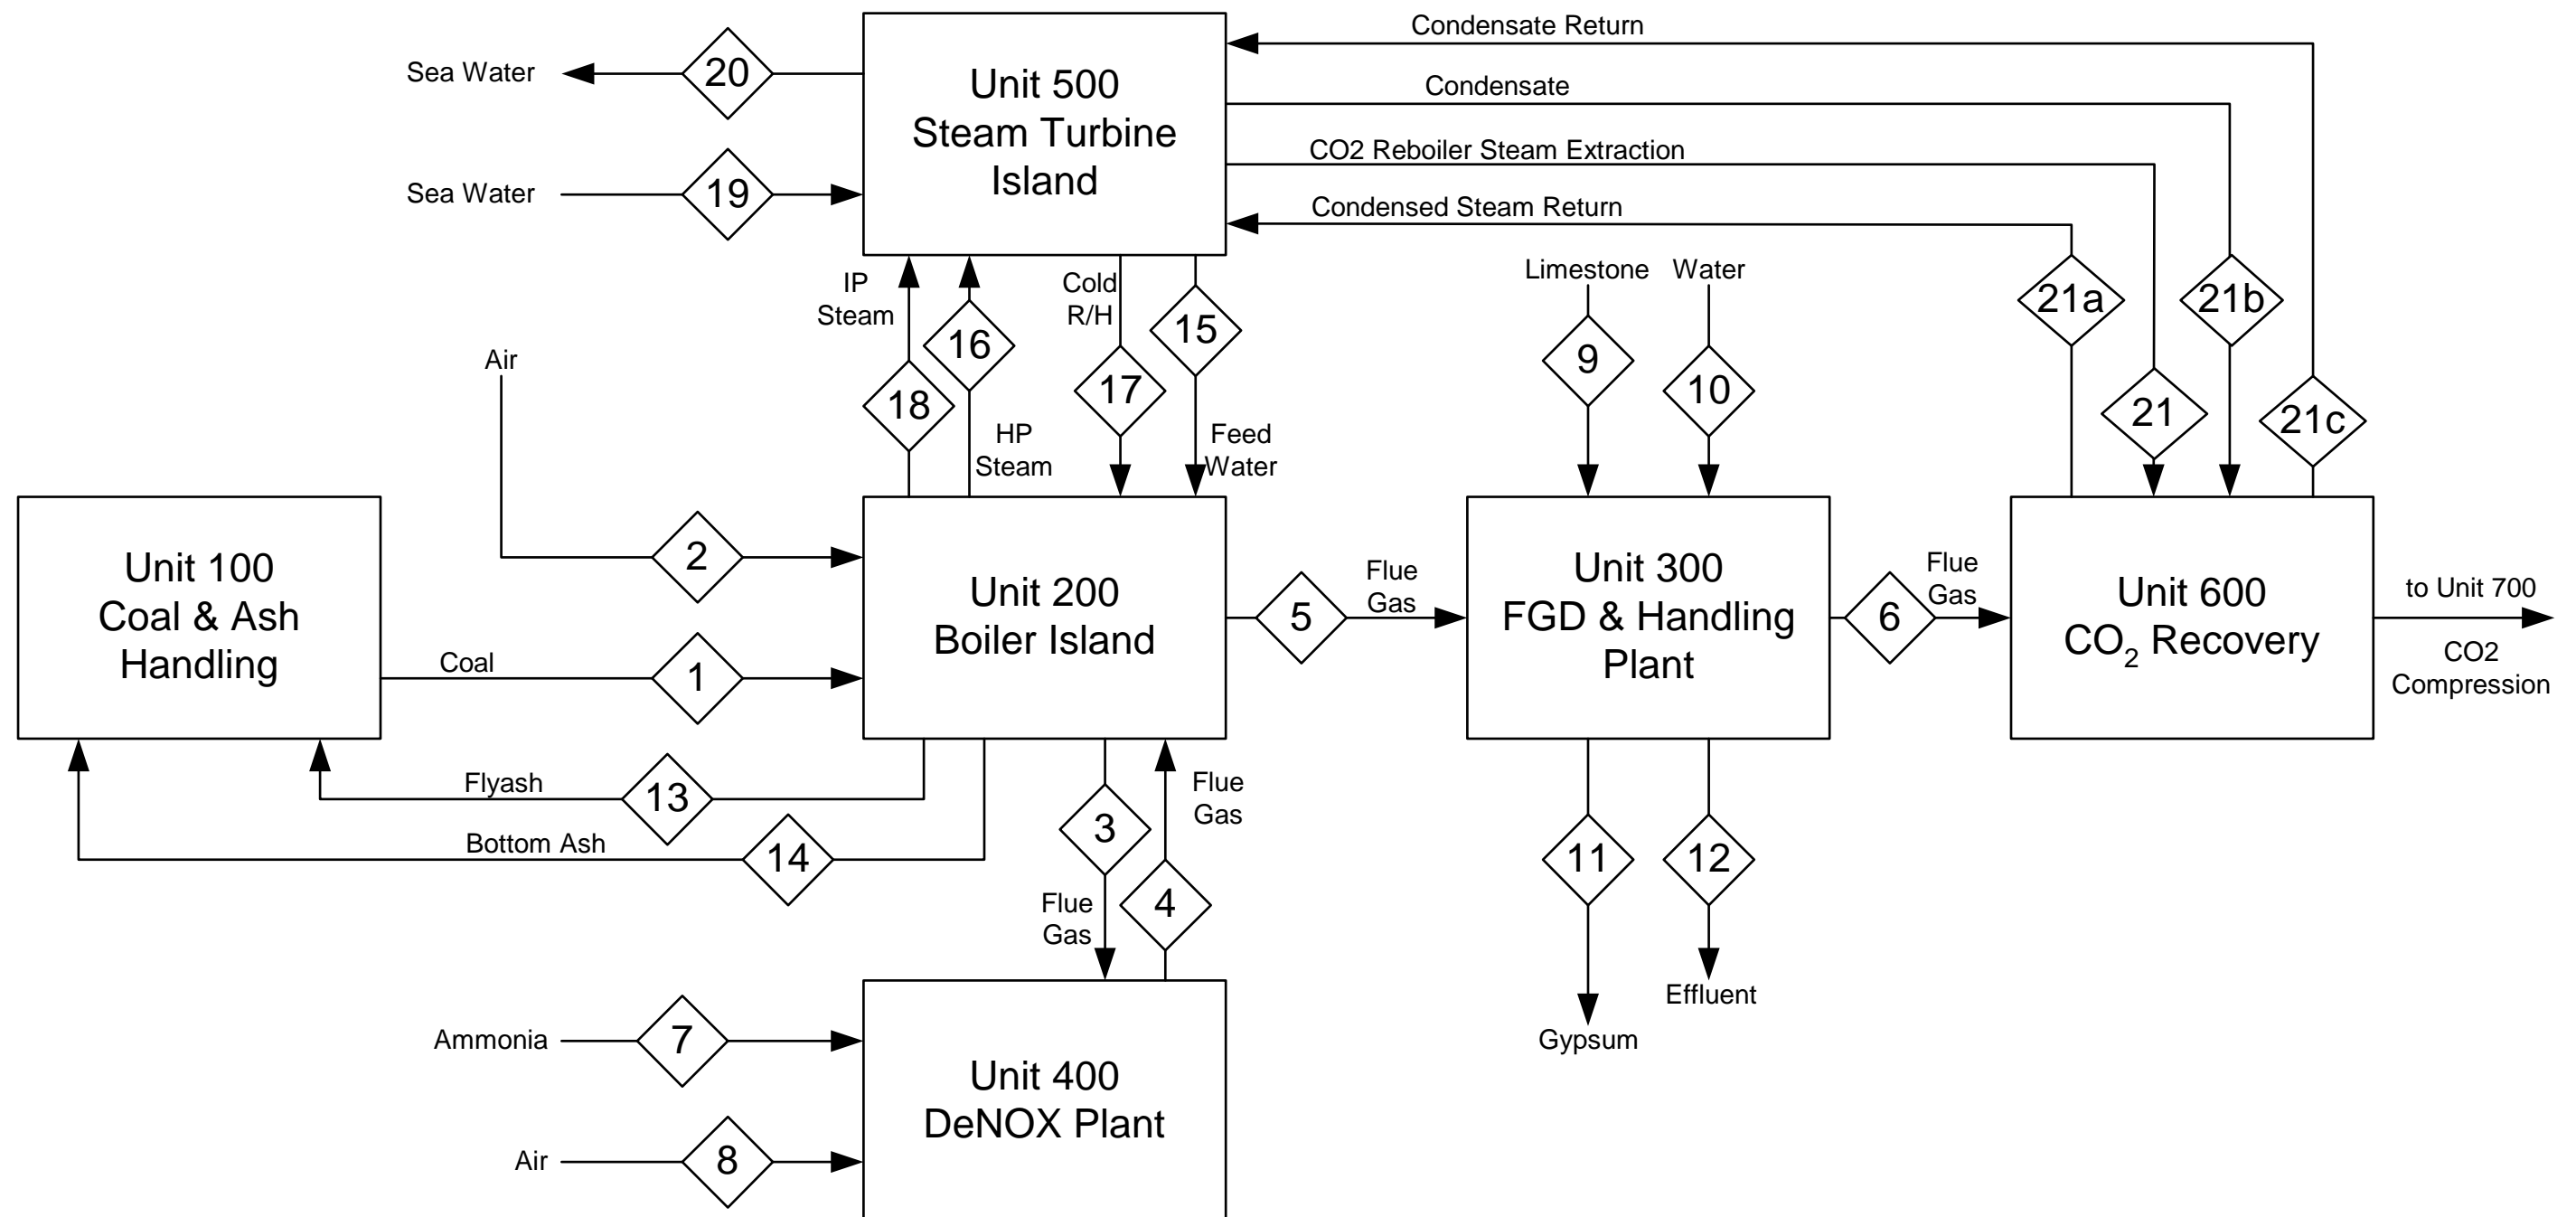 Condensate Return
Sea Water
20
Unit 500
Steam Turbine
Island
Condensate
CO2 Reboiler Steam Extraction
Sea Water
19
Condensed Steam Return
IP
Steam
18
16
HP
Steam
Cold
R/H
17
15
Feed
Water
Limestone
9
Water
10
21a
21
21b
21c
Air
2
Unit 100
Coal & Ash
Handling
Coal
1
Unit 200
Boiler Island
5
Flue
Gas
Unit 300
FGD & Handling
Plant
6
Flue
Gas
Unit 600
CO₂ Recovery
to Unit 700
CO2
Compression
Flyash
13
Bottom Ash
14
3
Flue
Gas
4
Flue
Gas
11
Gypsum
12
Effluent
Ammonia
7
Unit 400
DeNOX Plant
Air
8